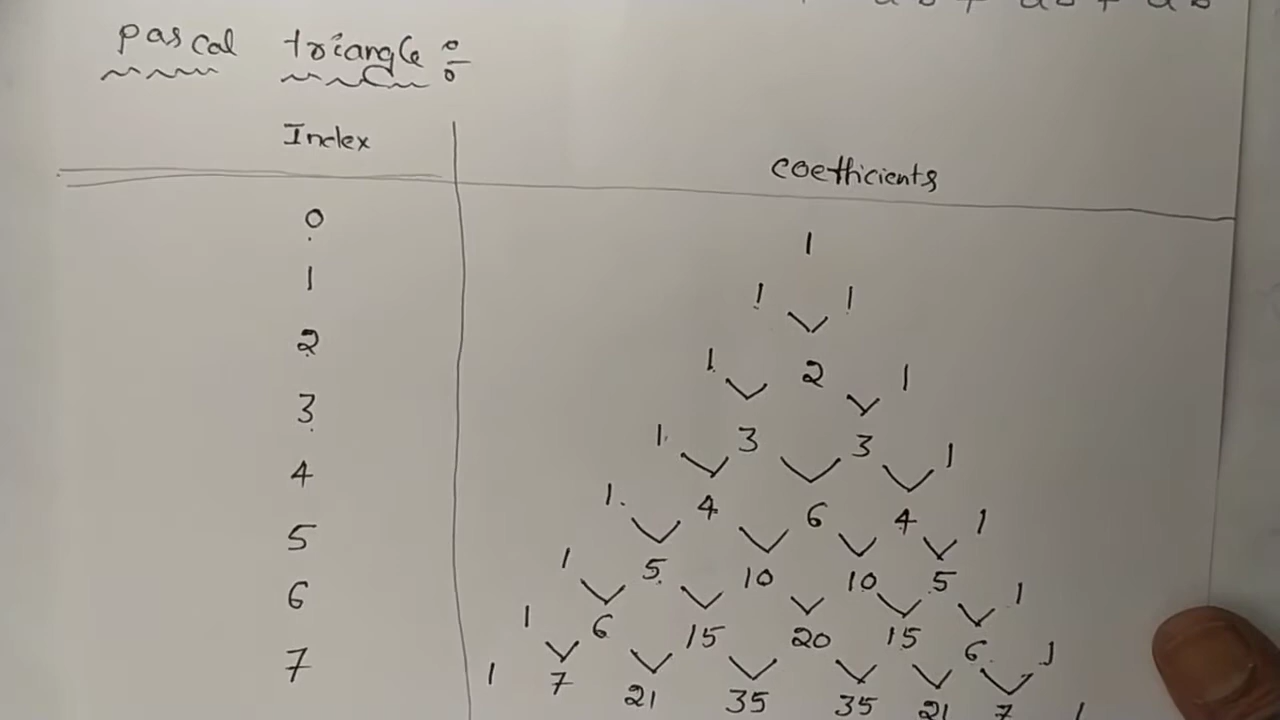 pascal triangle :-
Index coefficients
0 1
1 1 1
2 1 2 1
3 1 3 3 1
4 1 4 6 4 1
5 1 5 10 10 5 1
6 1 6 15 20 15 6 1
7 1 7 21 35 35 21 7 1